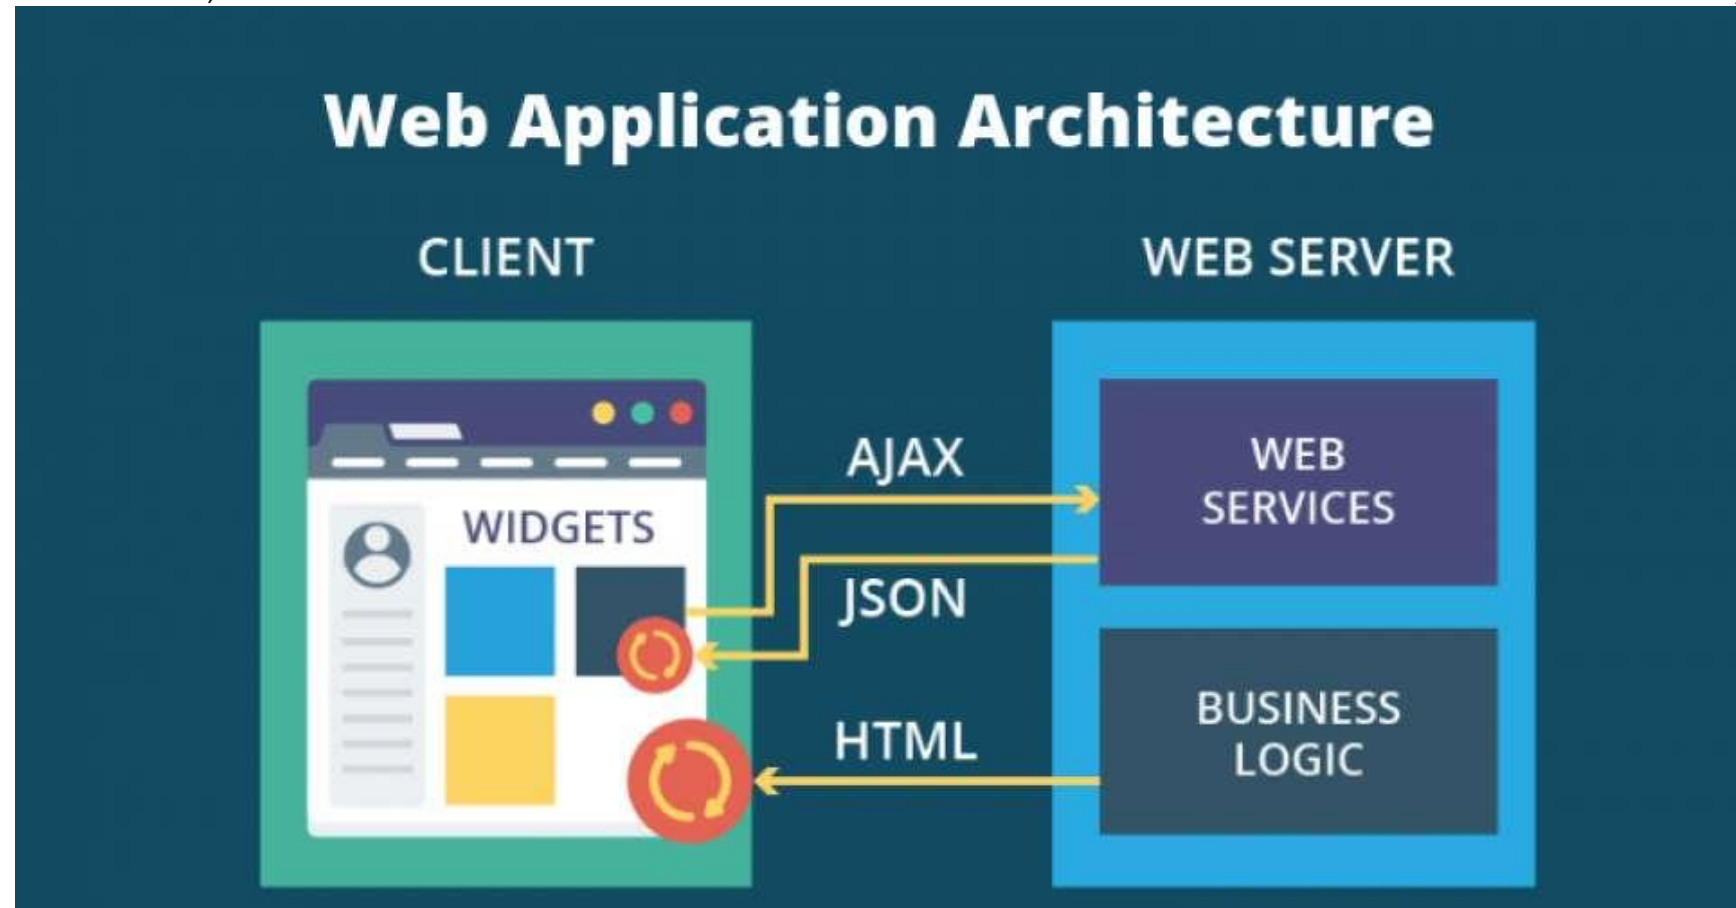 Web Application Architecture
CLIENT
WEB SERVER
AJAX
WEB
SERVICES
WIDGETS
JSON
BUSINESS
LOGIC
HTML